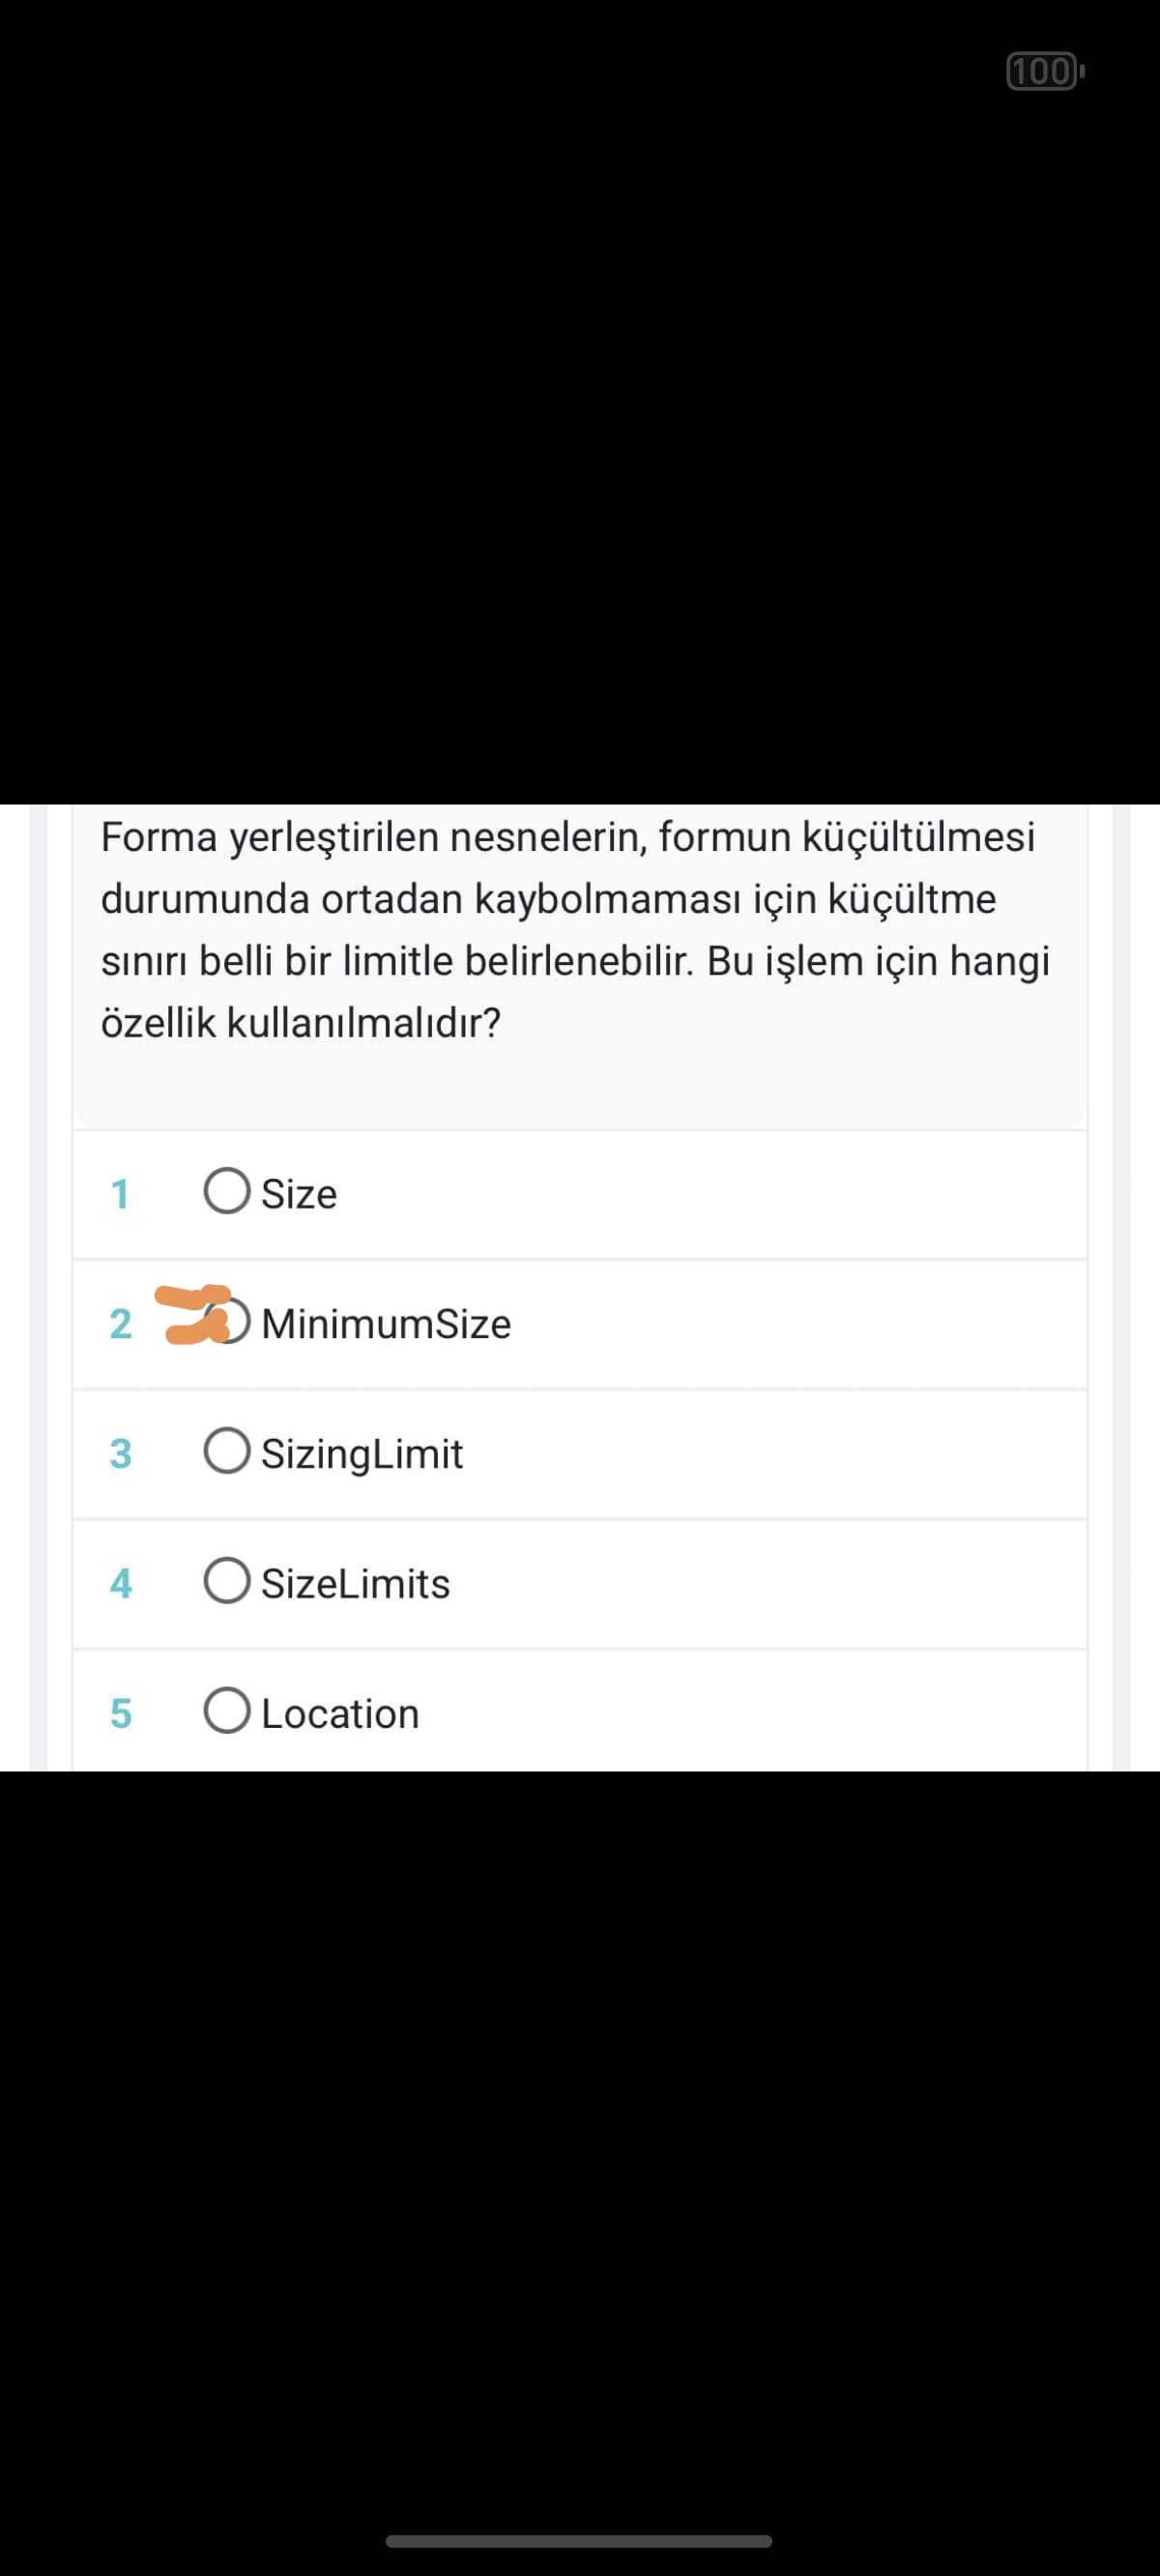 100
Forma yerleştirilen nesnelerin, formun küçültülmesi
durumunda ortadan kaybolmaması için küçültme
sınırı belli bir limitle belirlenebilir. Bu işlem için hangi
özellik kullanılmalıdır?
1 Size
2 MinimumSize
3 SizingLimit
4 SizeLimits
5 Location